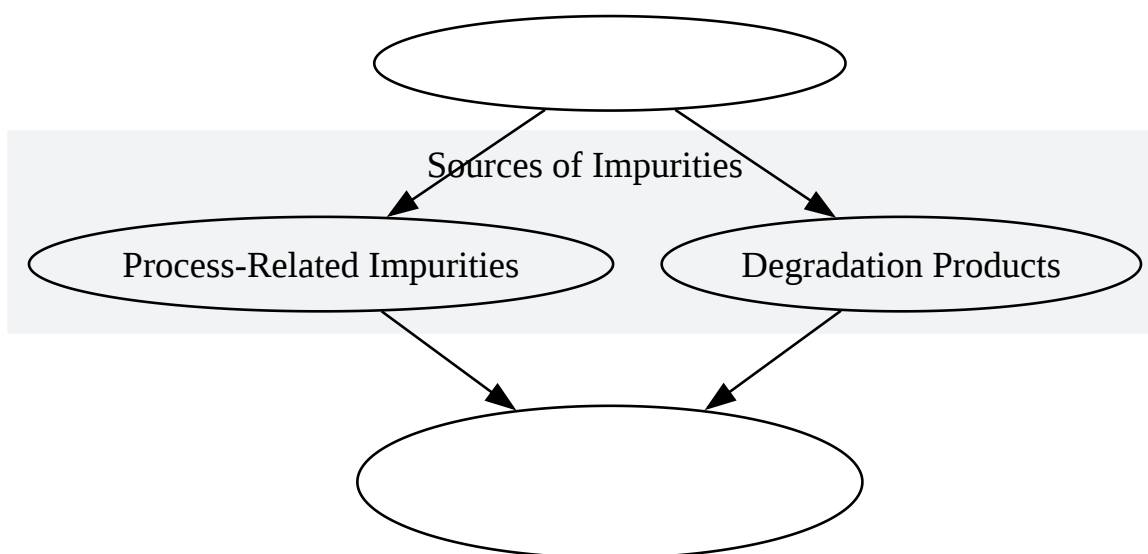 Sources of Impurities
Process-Related Impurities
Degradation Products